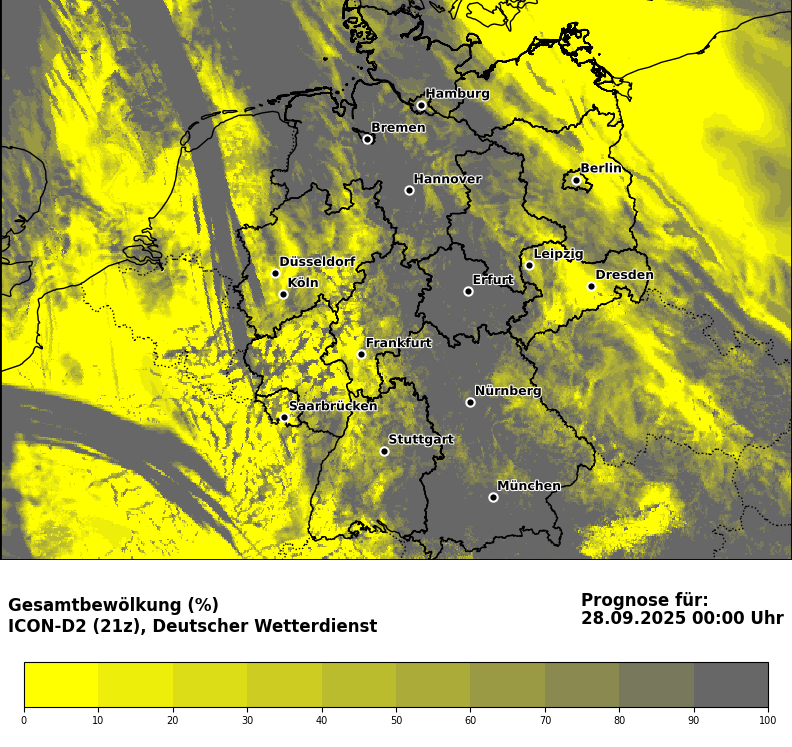 Hamburg
Bremen
Berlin
Hannover
Leipzig
Düsseldorf
Dresden
Köln
Erfurt
Frankfurt
Nürnberg
Saarbrücken
Stuttgart
München
Gesamtbewölkung (%)
ICON-D2 (21z), Deutscher Wetterdienst
Prognose für:
28.09.2025 00:00 Uhr
0 10 20 30 40 50 60 70 80 90 100